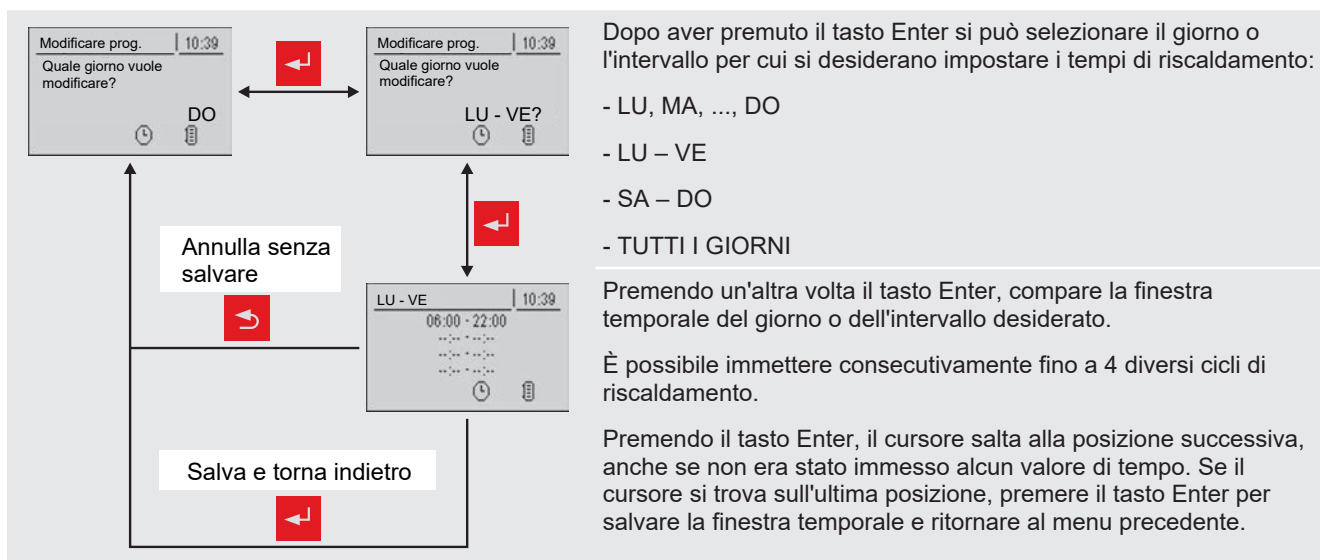 Modificare prog. 10:39
Quale giorno vuole
modificare?
DO
Modificare prog. 10:39
Quale giorno vuole
modificare?
LU - VE?
Annulla senza
salvare
LU - VE 10:39
06:00 - 22:00
--:-- - --:--
--:-- - --:--
--:-- - --:--
Salva e torna indietro
Dopo aver premuto il tasto Enter si può selezionare il giorno o
l'intervallo per cui si desiderano impostare i tempi di riscaldamento:
- LU, MA, ..., DO
- LU – VE
- SA – DO
- TUTTI I GIORNI
Premendo un'altra volta il tasto Enter, compare la finestra
temporale del giorno o dell'intervallo desiderato.
È possibile immettere consecutivamente fino a 4 diversi cicli di
riscaldamento.
Premendo il tasto Enter, il cursore salta alla posizione successiva,
anche se non era stato immesso alcun valore di tempo. Se il
cursore si trova sull'ultima posizione, premere il tasto Enter per
salvare la finestra temporale e ritornare al menu precedente.